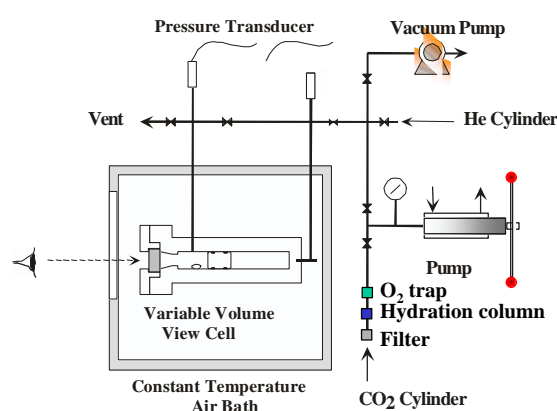 Pressure Transducer
Vacuum Pump
Vent
He Cylinder
Pump
O2 trap
Hydration column
Filter
Variable Volume
View Cell
Constant Temperature
Air Bath
CO2 Cylinder